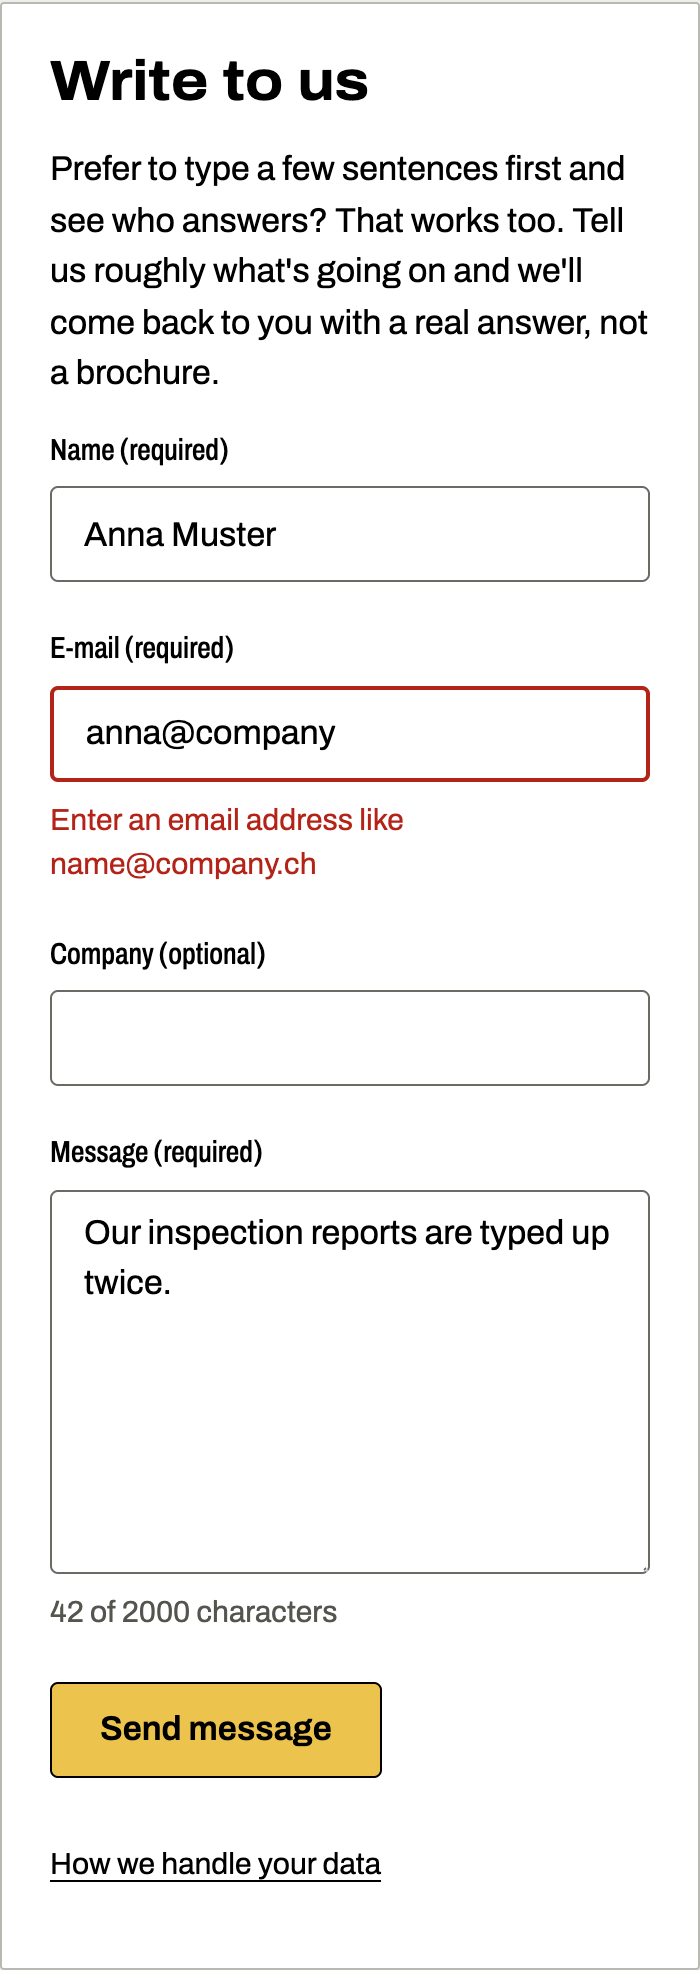 Write to us
Prefer to type a few sentences first and
see who answers? That works too. Tell
us roughly what's going on and we'll
come back to you with a real answer, not
a brochure.
Name (required)
Anna Muster
E-mail (required)
anna@company
Enter an email address like
name@company.ch
Company (optional)
Message (required)
Our inspection reports are typed up
twice.
42 of 2000 characters
Send message
How we handle your data